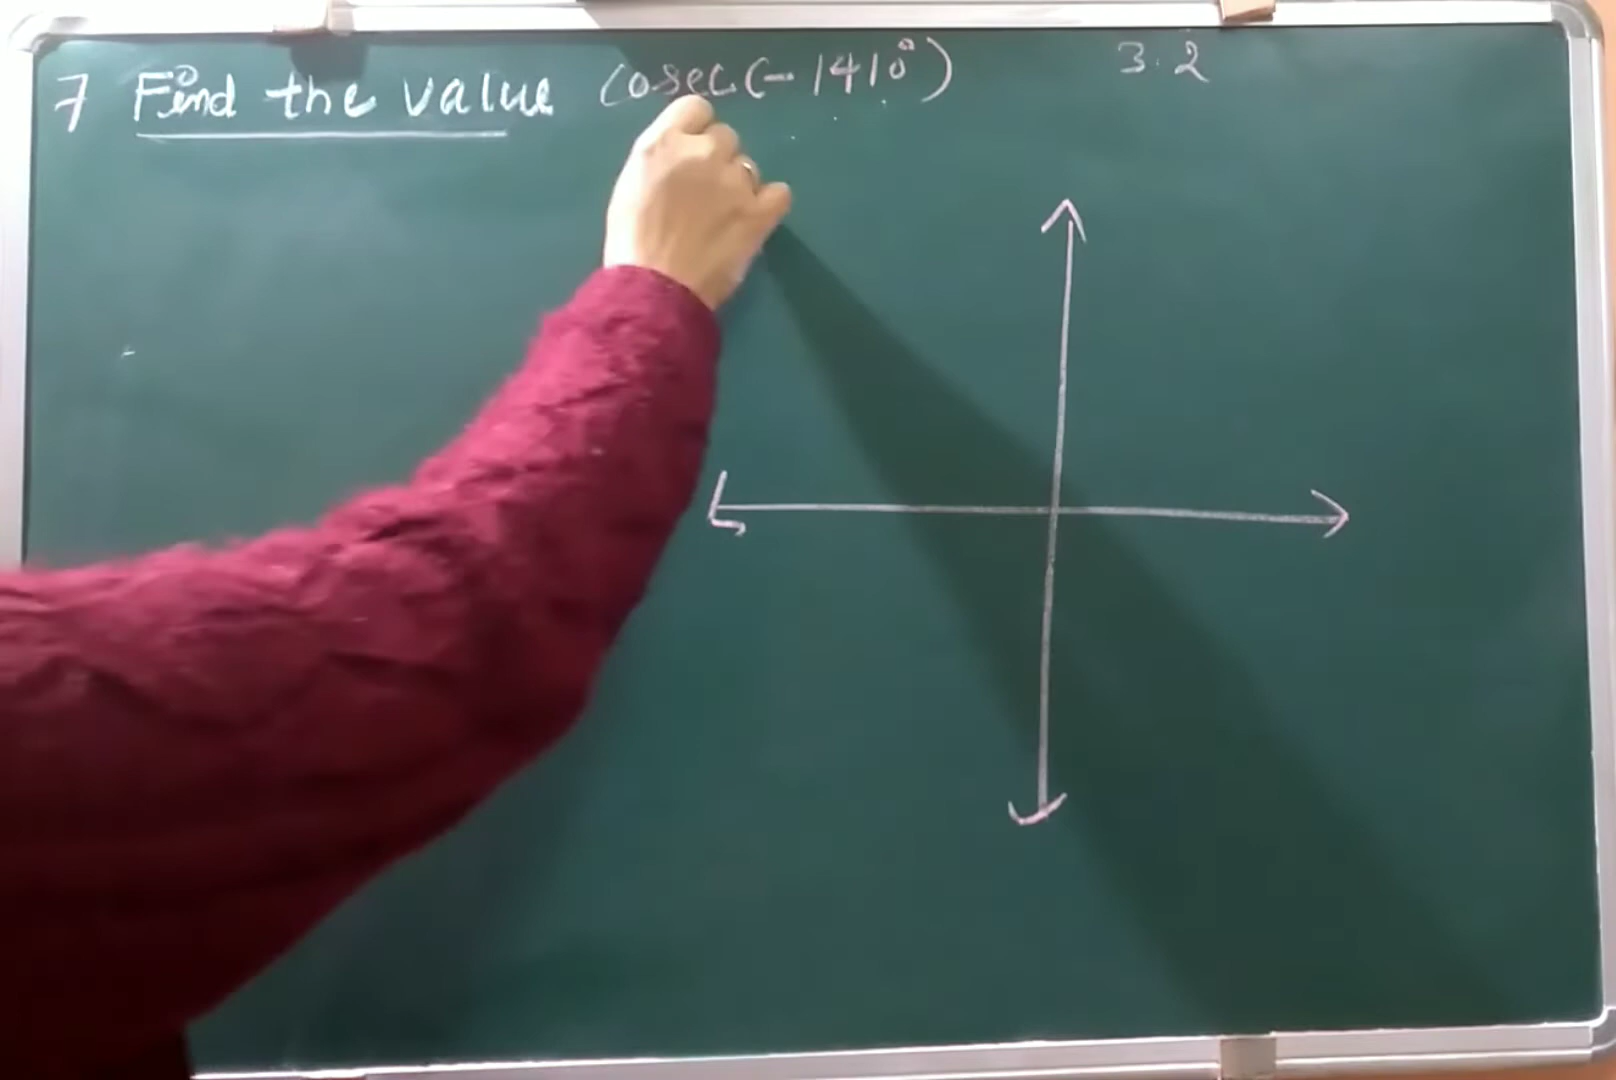 7 Find the value cosec(-1410°) 3.2